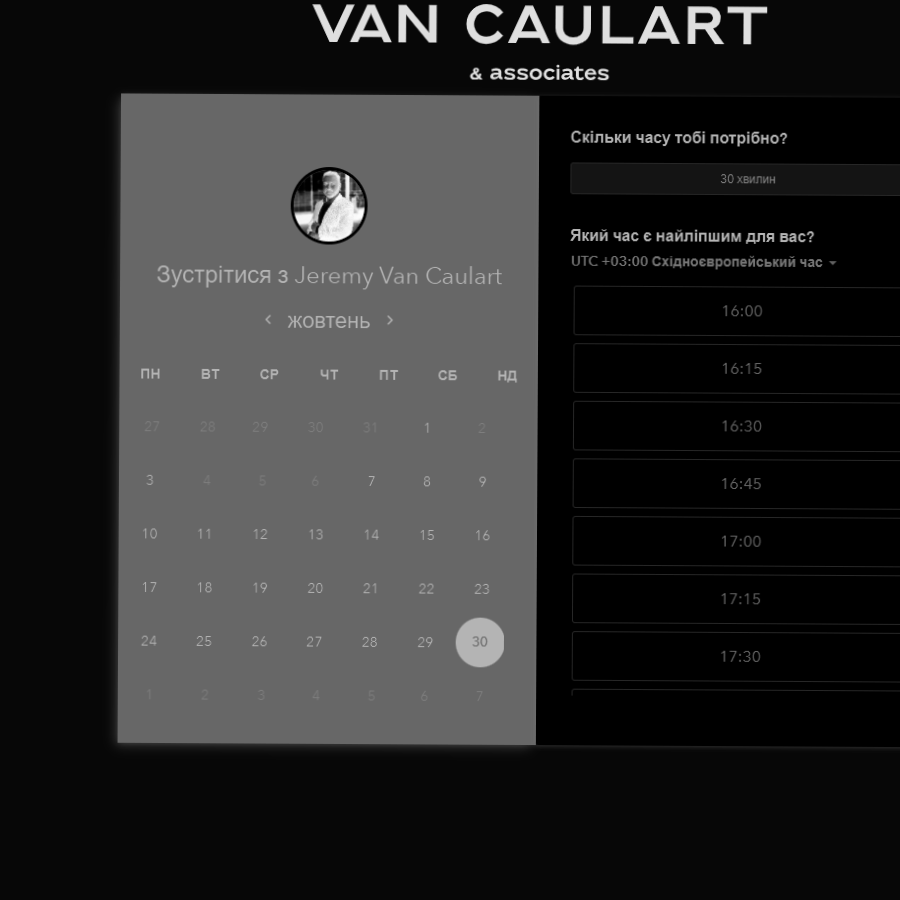 VAN CAULART
& associates
Зустрітися з Jeremy Van Caulart
жовтень
ПН ВТ СР ЧТ ПТ СБ НД
27 28 29 30 31 1 2
3 4 5 6 7 8 9
10 11 12 13 14 15 16
17 18 19 20 21 22 23
24 25 26 27 28 29 30
1 2 3 4 5 6 7
Скільки часу тобі потрібно?
30 хвилин
Який час є найліпшим для вас?
UTC +03:00 Східноєвропейський час
16:00
16:15
16:30
16:45
17:00
17:15
17:30